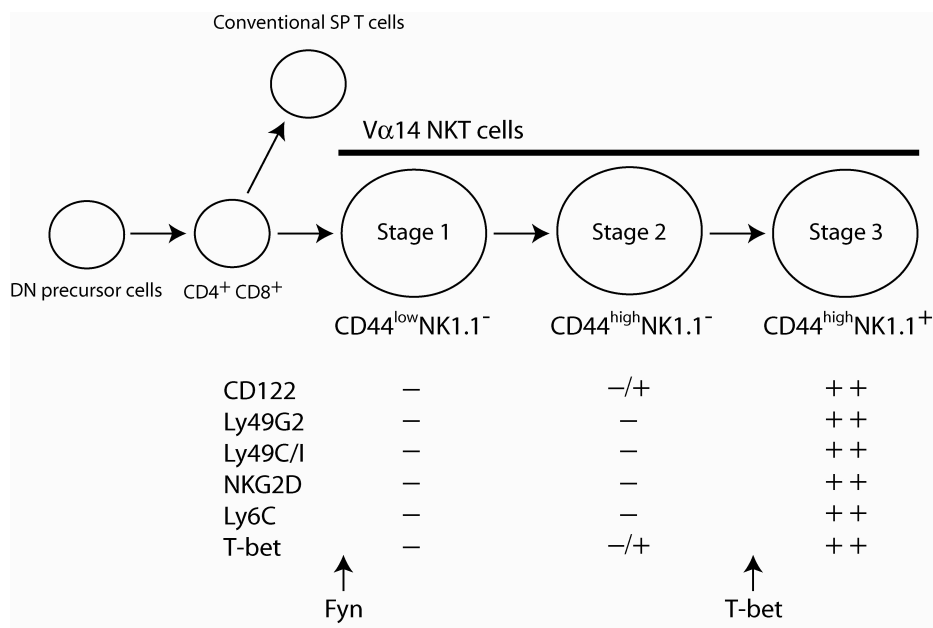 Conventional SP T cells
Vα14 NKT cells
Stage 1 Stage 2 Stage 3
DN precursor cells CD4⁺ CD8⁺
CD44ˡᵒʷNK1.1⁻ CD44ʰⁱᵍʰNK1.1⁻ CD44ʰⁱᵍʰNK1.1⁺
CD122 − −/+ ++
Ly49G2 − − ++
Ly49C/I − − ++
NKG2D − − ++
Ly6C − − ++
T-bet − −/+ ++
Fyn T-bet